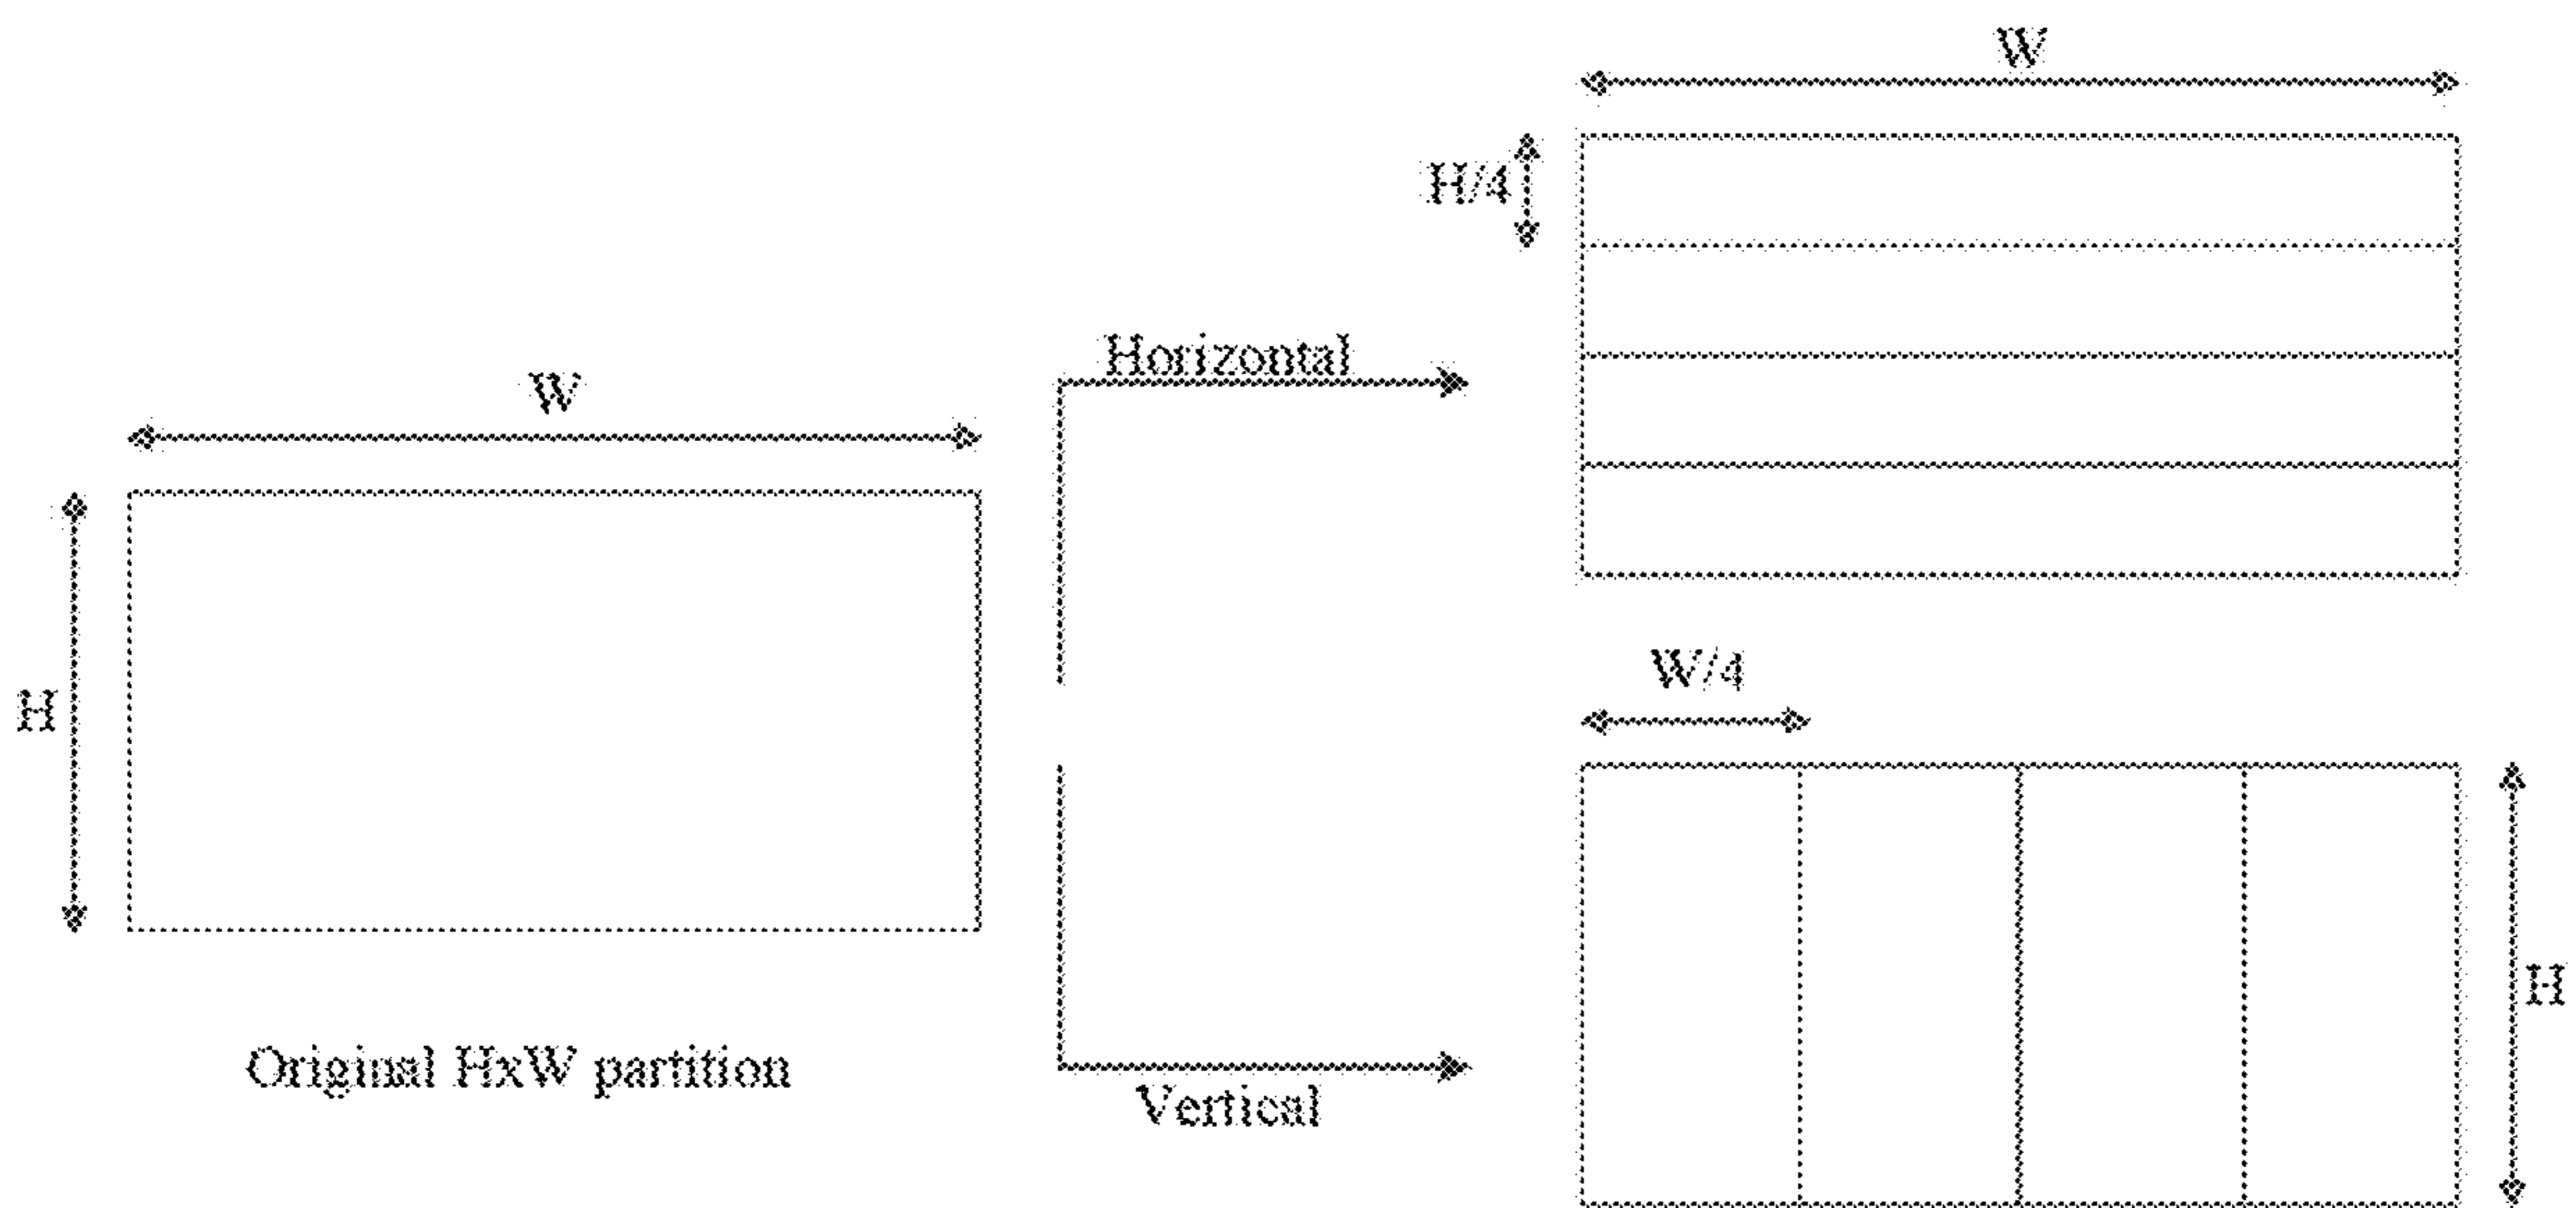 W
H
Original HxW partition
Horizontal
Vertical
W
H/4
W/4
H